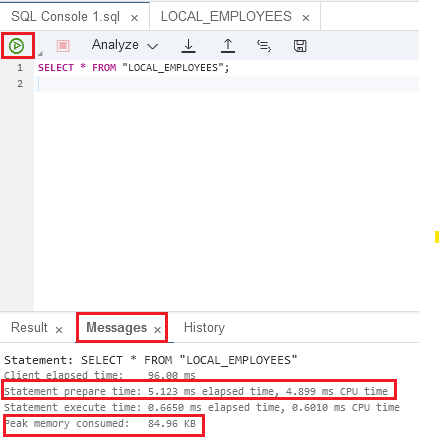 SQL Console 1.sql × LOCAL_EMPLOYEES ×
Analyze
1 SELECT * FROM "LOCAL_EMPLOYEES";
2
Result × Messages × History
Statement: SELECT * FROM "LOCAL_EMPLOYEES"
Client elapsed time: 96.00 ms
Statement prepare time: 5.123 ms elapsed time, 4.899 ms CPU time
Statement execute time: 0.6650 ms elapsed time, 0.6010 ms CPU time
Peak memory consumed: 84.96 KB